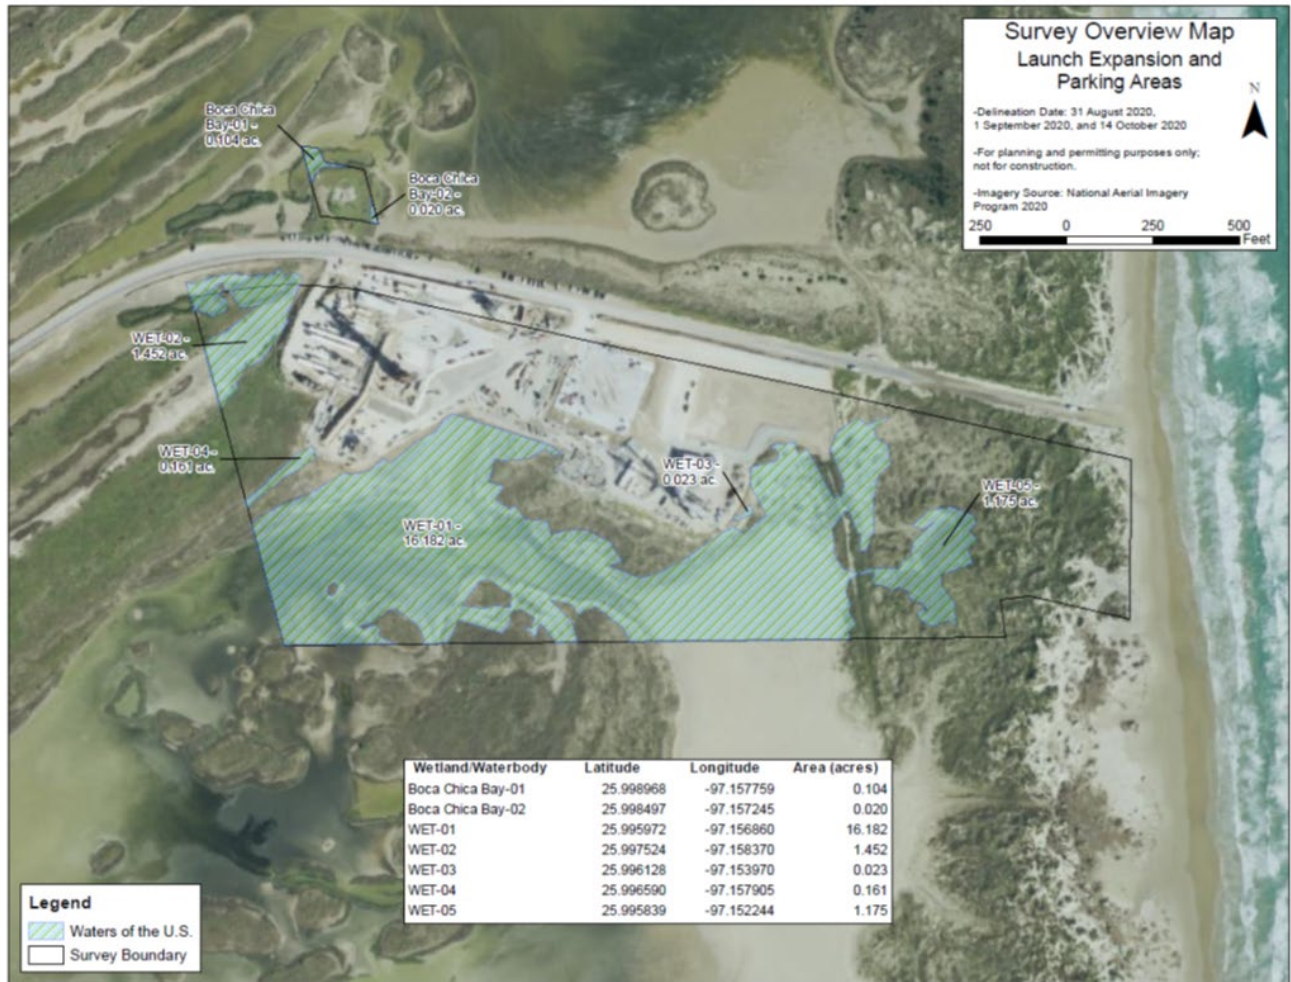 Survey Overview Map
Launch Expansion and
Parking Areas
-Delineation Date: 31 August 2020,
1 September 2020, and 14 October 2020
-For planning and permitting purposes only;
not for construction.
-Imagery Source: National Aerial Imagery
Program 2020
N
250 0 250 500
Feet
Boca Chica
Bay-01 -
0.104 ac.
Boca Chica
Bay-02 -
0.020 ac.
WET-02 -
1.452 ac.
WET-04 -
0.161 ac.
WET-03 -
0.023 ac.
WET-05 -
1.175 ac.
WET-01 -
16.182 ac.
Wetland/Waterbody Latitude Longitude Area (acres)
Boca Chica Bay-01 25.998968 -97.157759 0.104
Boca Chica Bay-02 25.998497 -97.157245 0.020
WET-01 25.995972 -97.156860 16.182
WET-02 25.997524 -97.158370 1.452
WET-03 25.996128 -97.153970 0.023
WET-04 25.996590 -97.157905 0.161
WET-05 25.995839 -97.152244 1.175
Legend
Waters of the U.S.
Survey Boundary